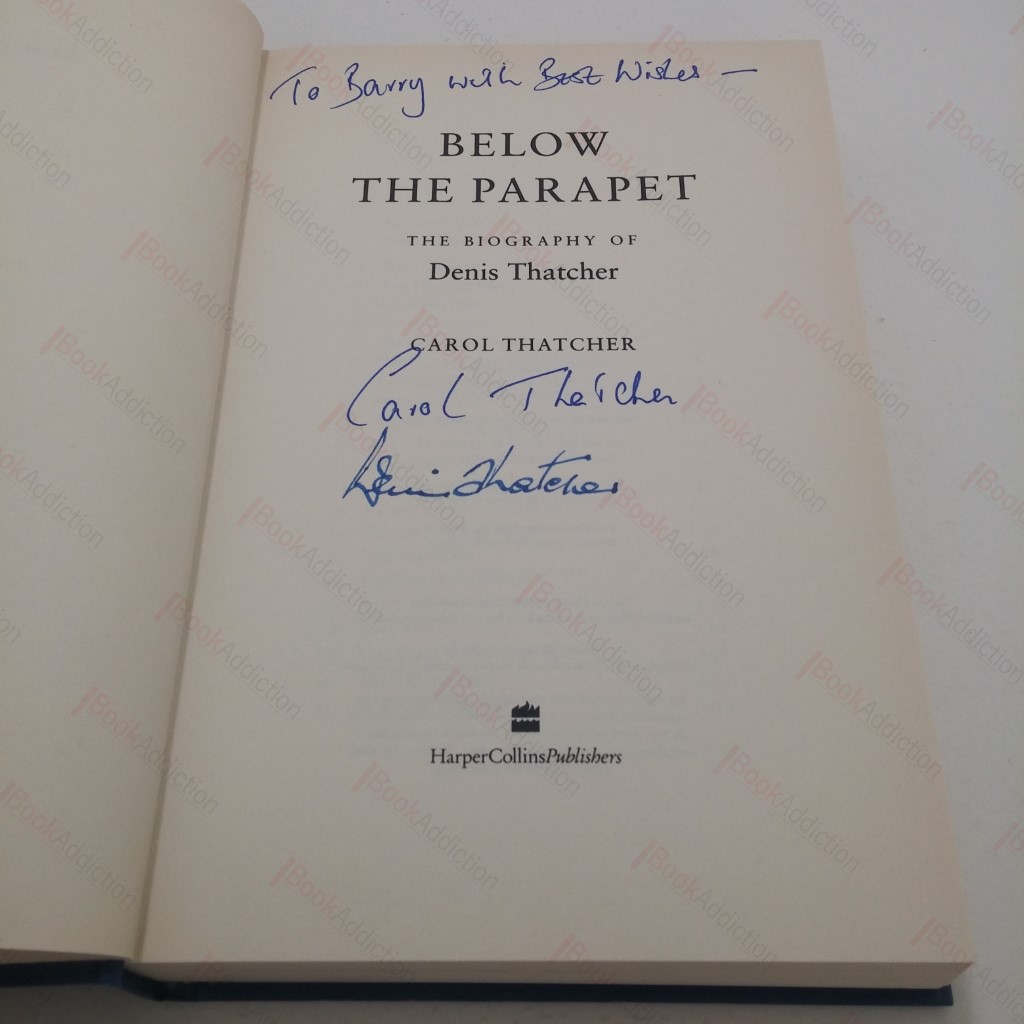 To Barry with Best Wishes —
BELOW
THE PARAPET
THE BIOGRAPHY OF
Denis Thatcher
CAROL THATCHER
Carol Thatcher
Denis Thatcher
HarperCollinsPublishers
BookAddiction